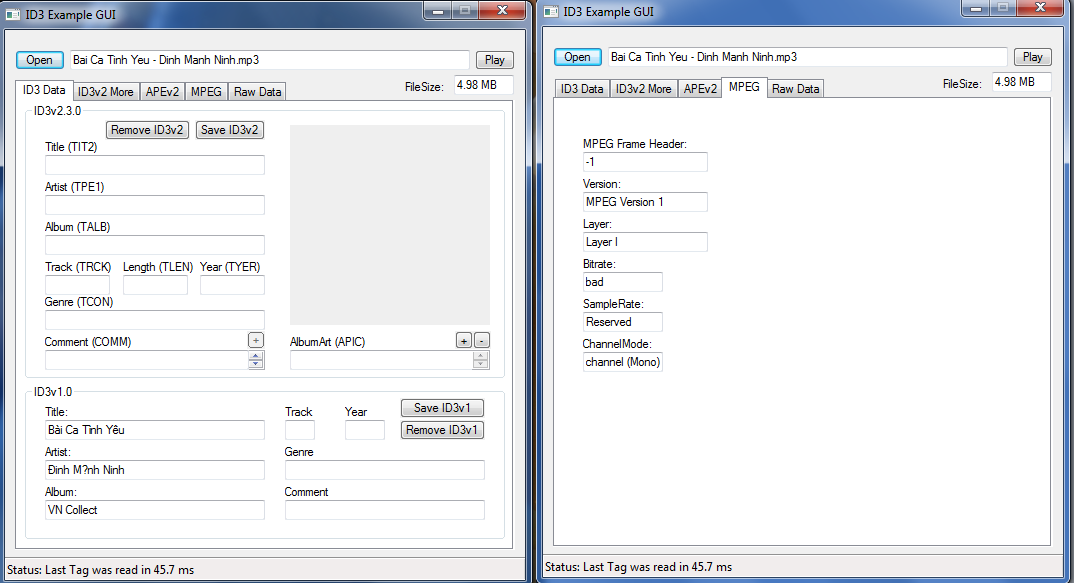 ID3 Example GUI
Open Bai Ca Tinh Yeu - Dinh Manh Ninh.mp3 Play
ID3 Data ID3v2 More APEv2 MPEG Raw Data FileSize: 4.98 MB
ID3v2.3.0
Remove ID3v2 Save ID3v2
Title (TIT2)
Artist (TPE1)
Album (TALB)
Track (TRCK) Length (TLEN) Year (TYER)
Genre (TCON)
Comment (COMM) + AlbumArt (APIC) + -
ID3v1.0
Title: Track Year Save ID3v1
Bài Ca Tình Yêu Remove ID3v1
Artist: Genre
Đinh M?nh Ninh
Album: Comment
VN Collect
Status: Last Tag was read in 45.7 ms
ID3 Example GUI
Open Bai Ca Tinh Yeu - Dinh Manh Ninh.mp3 Play
ID3 Data ID3v2 More APEv2 MPEG Raw Data FileSize: 4.98 MB
MPEG Frame Header:
-1
Version:
MPEG Version 1
Layer:
Layer I
Bitrate:
bad
SampleRate:
Reserved
ChannelMode:
channel (Mono)
Status: Last Tag was read in 45.7 ms